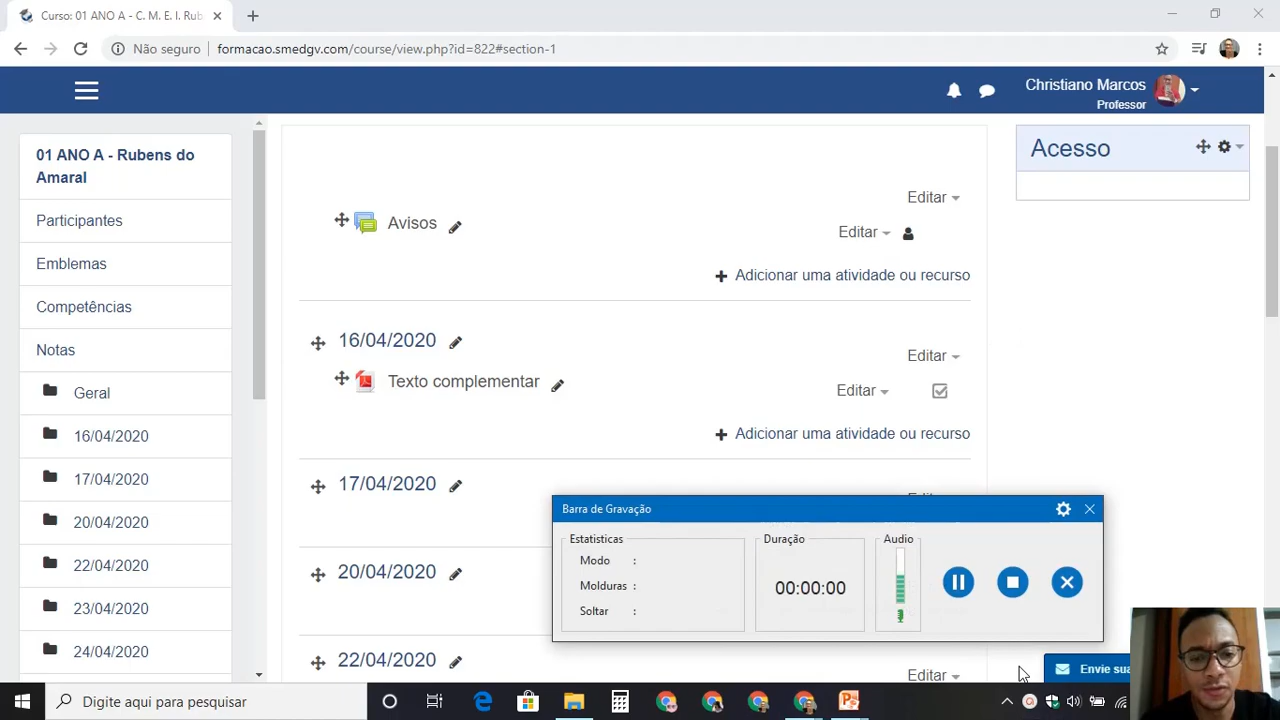 Curso: 01 ANO A - C. M. E. I. Rub
Não seguro
formacao.smedgv.com/course/view.php?id=822#section-1
Christiano Marcos
Professor
01 ANO A - Rubens do
Amaral
Participantes
Emblemas
Competências
Notas
Geral
16/04/2020
17/04/2020
20/04/2020
22/04/2020
23/04/2020
24/04/2020
Editar
Avisos
Editar
Adicionar uma atividade ou recurso
16/04/2020
Editar
Texto complementar
Editar
Adicionar uma atividade ou recurso
17/04/2020
20/04/2020
22/04/2020
Editar
Acesso
Barra de Gravação
Estatisticas
Modo :
Molduras :
Soltar :
Duração
00:00:00
Audio
Envie sua
Digite aqui para pesquisar